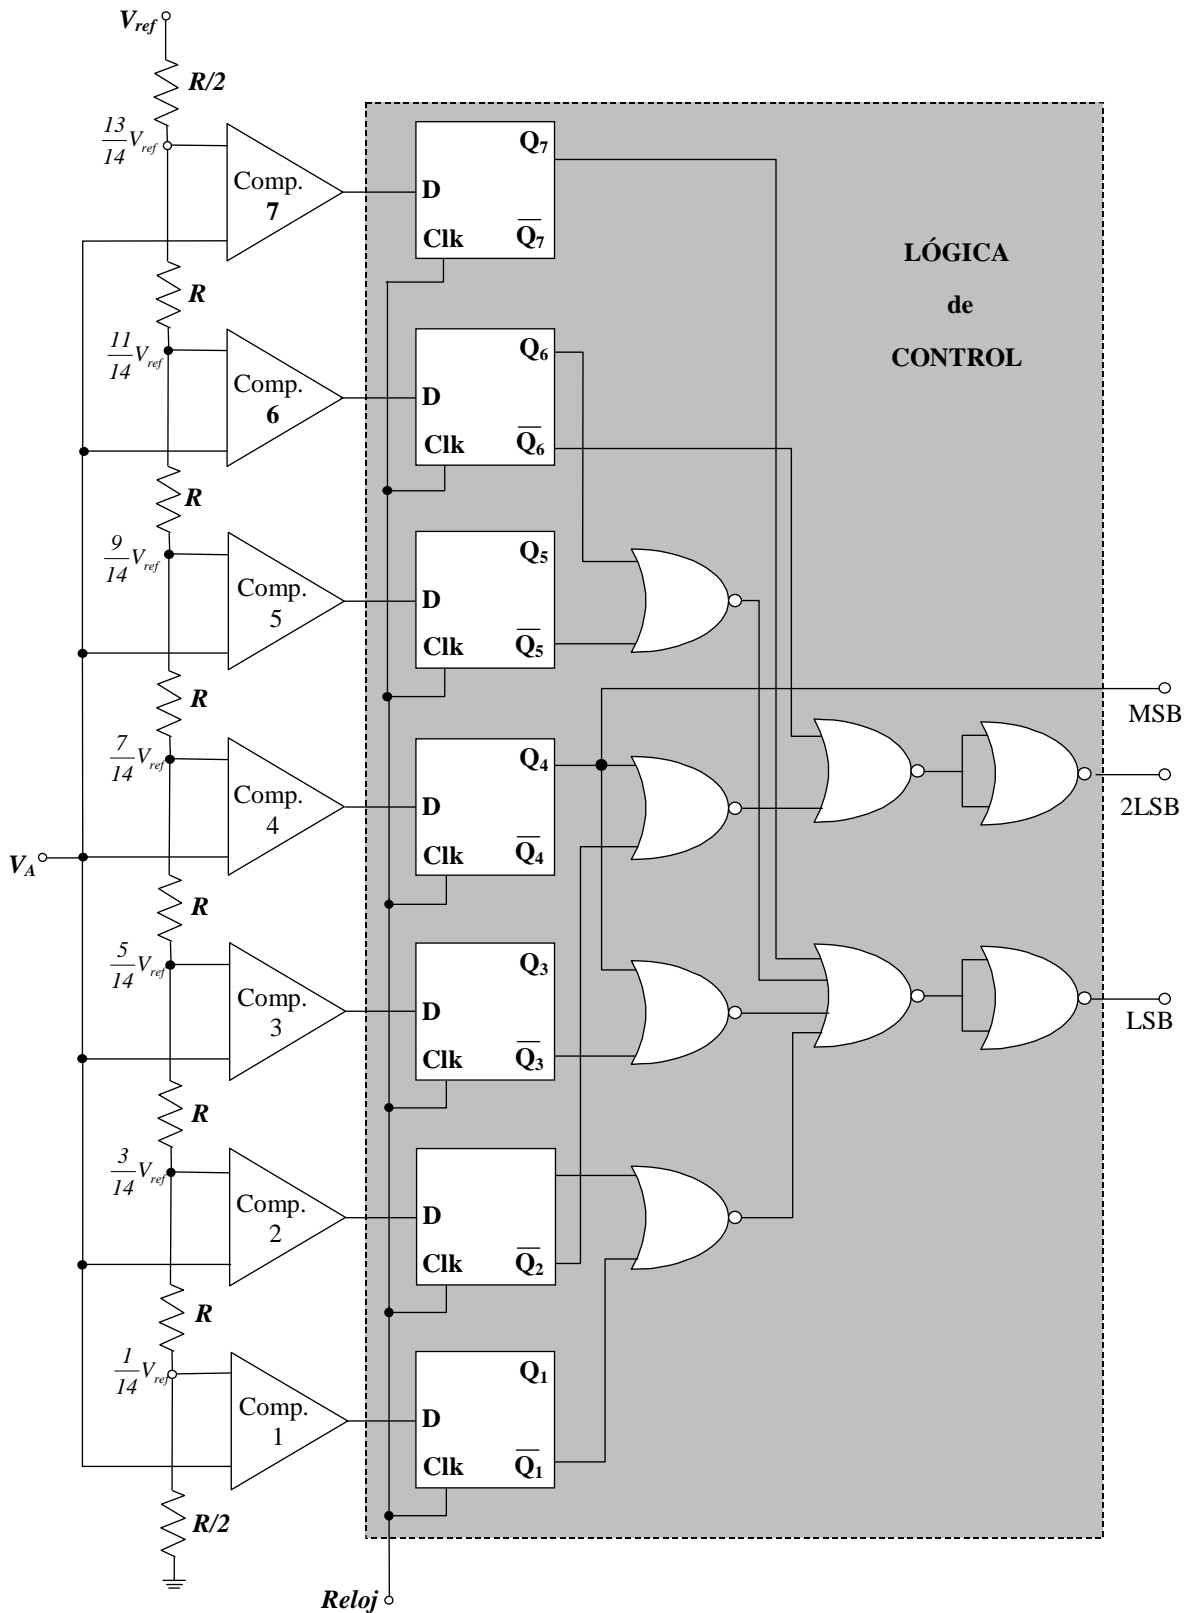 V_ref
R/2
13/14 V_ref
Comp.
7
Q₇
D
Clk
Q̅₇
LÓGICA
de
CONTROL
R
11/14 V_ref
Comp.
6
Q₆
D
Clk
Q̅₆
R
9/14 V_ref
Comp.
5
Q₅
D
Clk
Q̅₅
R
MSB
7/14 V_ref
Comp.
4
Q₄
D
Clk
Q̅₄
2LSB
V_A
R
5/14 V_ref
Comp.
3
Q₃
D
Clk
Q̅₃
LSB
R
3/14 V_ref
Comp.
2
D
Clk
Q̅₂
R
1/14 V_ref
Comp.
1
Q₁
D
Clk
Q̅₁
R/2
Reloj